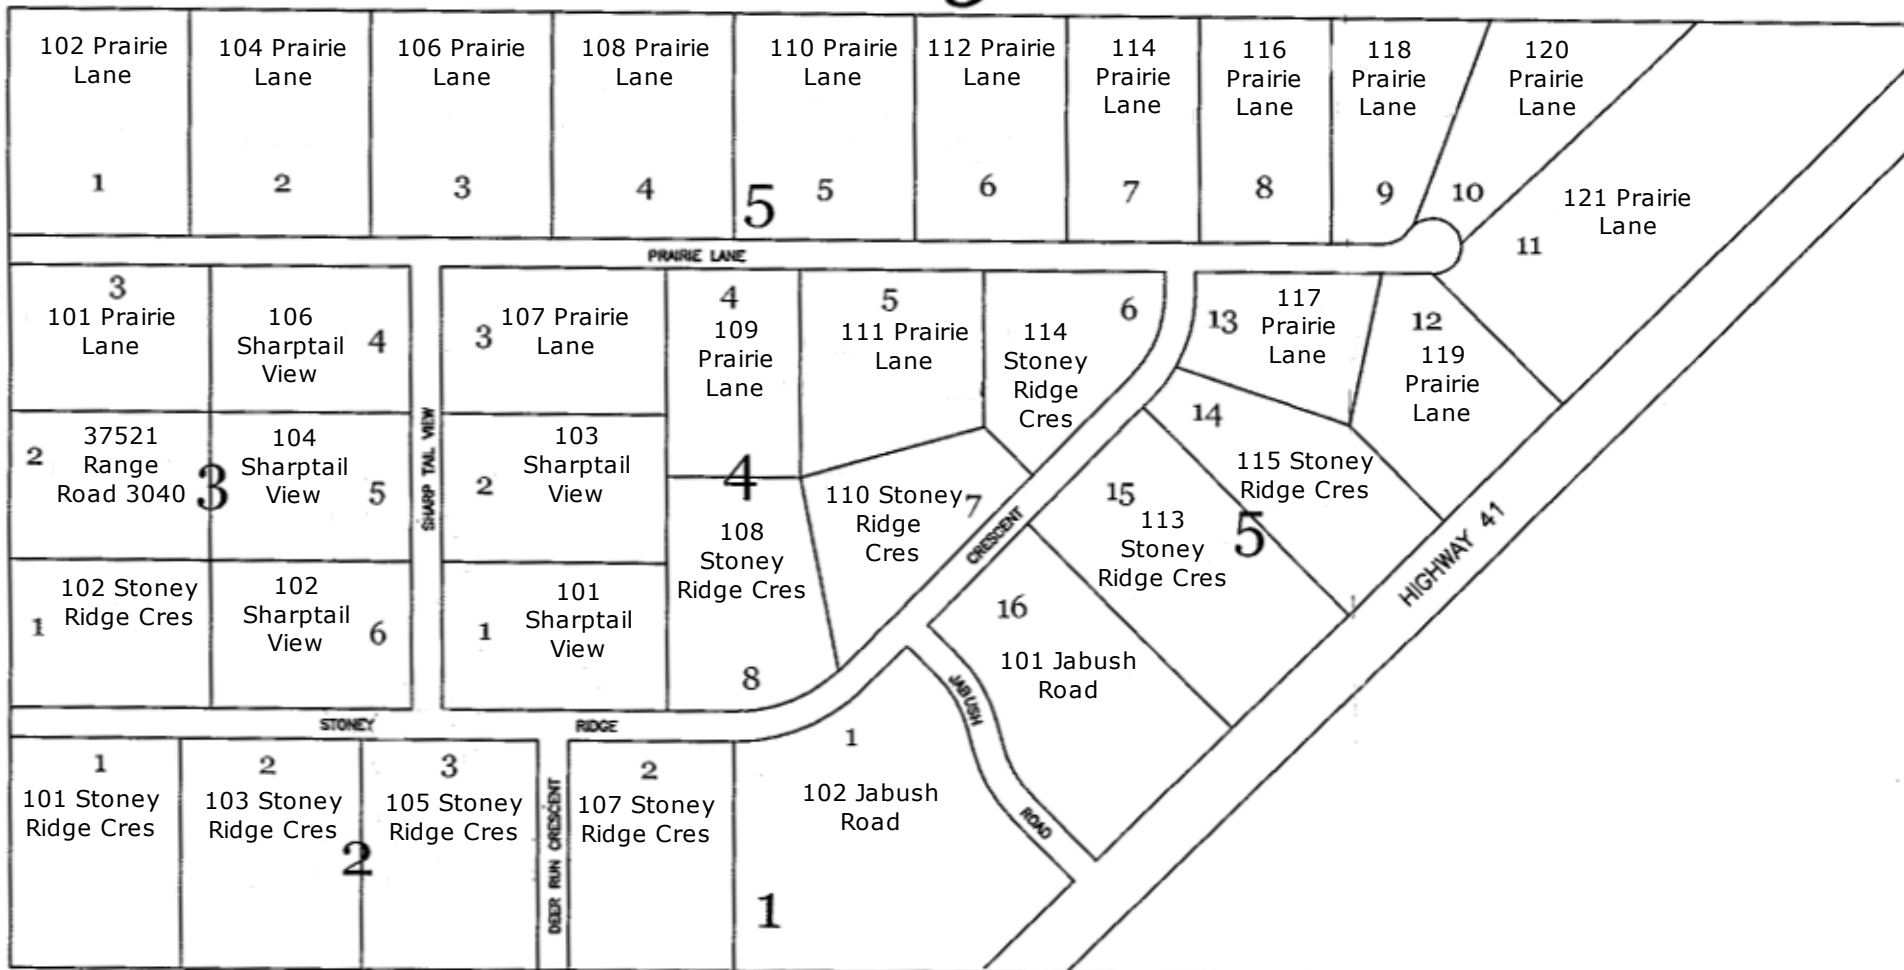 102 Prairie
Lane
104 Prairie
Lane
106 Prairie
Lane
108 Prairie
Lane
110 Prairie
Lane
112 Prairie
Lane
114
Prairie
Lane
116
Prairie
Lane
118
Prairie
Lane
120
Prairie
Lane
1
2
3
4
5
5
6
7
8
9
10
11
121 Prairie
Lane
PRAIRIE LANE
3
101 Prairie
Lane
106
Sharptail
View
4
3
107 Prairie
Lane
4
109
Prairie
Lane
5
111 Prairie
Lane
6
114
Stoney
Ridge
Cres
13
117
Prairie
Lane
12
119
Prairie
Lane
2
37521
Range
Road 3040
3
104
Sharptail
View
5
SHARP TAIL VIEW
2
103
Sharptail
View
4
108
Stoney
Ridge Cres
8
110 Stoney
Ridge
Cres
7
CRESCENT
14
115 Stoney
Ridge Cres
15
113
Stoney
Ridge Cres
5
HIGHWAY 41
1
102 Stoney
Ridge Cres
102
Sharptail
View
6
1
101
Sharptail
View
16
101 Jabush
Road
JABUSH
ROAD
STONEY
RIDGE
1
101 Stoney
Ridge Cres
2
103 Stoney
Ridge Cres
2
3
105 Stoney
Ridge Cres
DEER RUN CRESCENT
2
107 Stoney
Ridge Cres
1
102 Jabush
Road
1